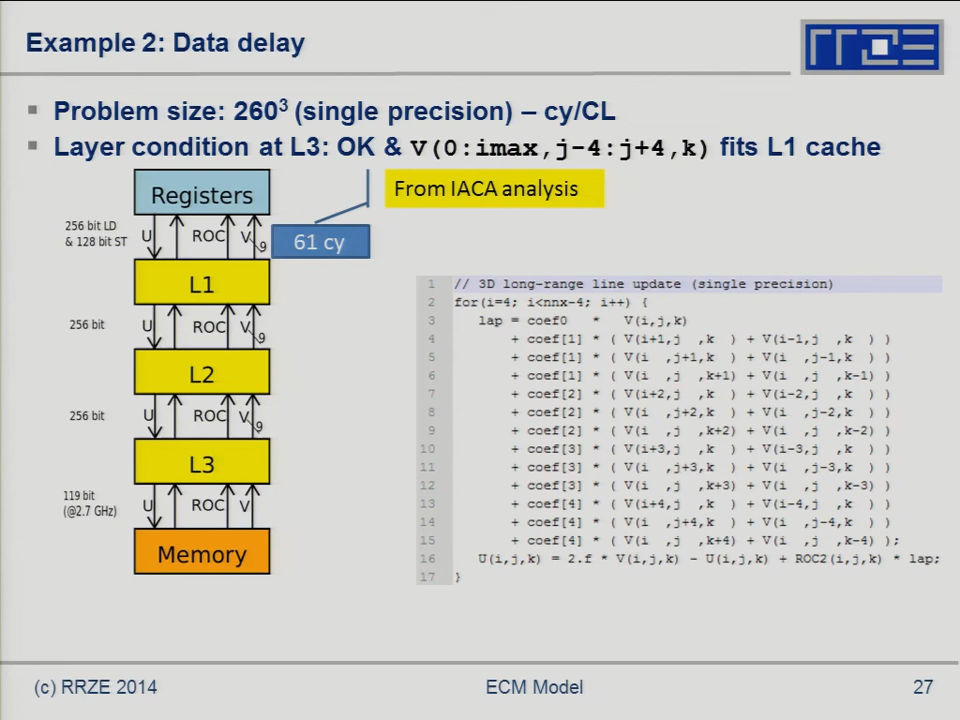 Example 2: Data delay
RRZE
Problem size: 260³ (single precision) – cy/CL
Layer condition at L3: OK & V(0:imax,j-4:j+4,k) fits L1 cache
Registers
From IACA analysis
256 bit LD
& 128 bit ST
U
ROC
V
9
61 cy
L1
256 bit
U
ROC
V
9
L2
256 bit
U
ROC
V
9
L3
119 bit
(@2.7 GHz)
U
ROC
V
Memory
1 // 3D long-range line update (single precision)
2 for(i=4; i<nnx-4; i++) {
3 lap = coef0 * V(i,j,k)
4 + coef[1] * ( V(i+1,j ,k ) + V(i-1,j ,k ) )
5 + coef[1] * ( V(i ,j+1,k ) + V(i ,j-1,k ) )
6 + coef[1] * ( V(i ,j ,k+1) + V(i ,j ,k-1) )
7 + coef[2] * ( V(i+2,j ,k ) + V(i-2,j ,k ) )
8 + coef[2] * ( V(i ,j+2,k ) + V(i ,j-2,k ) )
9 + coef[2] * ( V(i ,j ,k+2) + V(i ,j ,k-2) )
10 + coef[3] * ( V(i+3,j ,k ) + V(i-3,j ,k ) )
11 + coef[3] * ( V(i ,j+3,k ) + V(i ,j-3,k ) )
12 + coef[3] * ( V(i ,j ,k+3) + V(i ,j ,k-3) )
13 + coef[4] * ( V(i+4,j ,k ) + V(i-4,j ,k ) )
14 + coef[4] * ( V(i ,j+4,k ) + V(i ,j-4,k ) )
15 + coef[4] * ( V(i ,j ,k+4) + V(i ,j ,k-4) );
16 U(i,j,k) = 2.f * V(i,j,k) - U(i,j,k) + ROC2(i,j,k) * lap;
17 }
(c) RRZE 2014
ECM Model
27